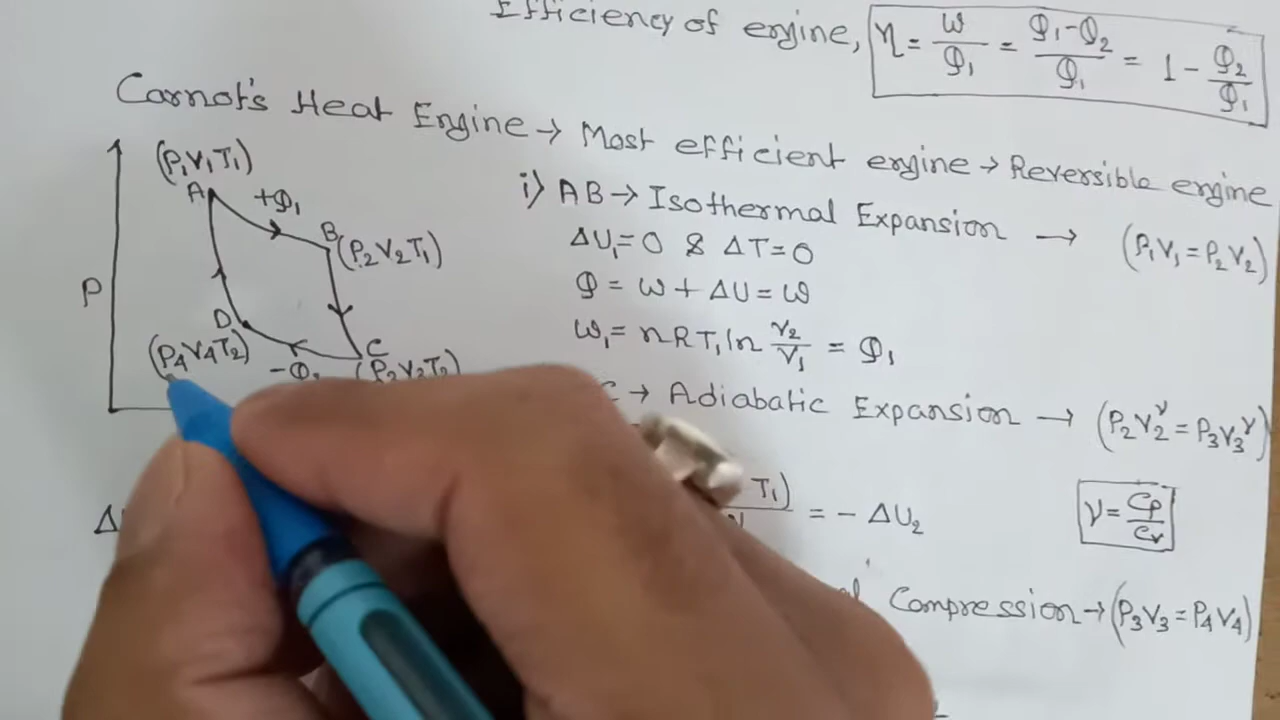 Efficiency of engine, η = W/Q1 = Q1-Q2/Q1 = 1 - Q2/Q1
Carnot's Heat Engine → Most efficient engine → Reversible engine
(P1V1T1)
A
+Q1
B
(P2V2T1)
P
D
(P4V4T2)
C
i) AB → Isothermal Expansion → (P1V1 = P2V2)
ΔU1 = 0 & ΔT = 0
Q = W + ΔU = W
W1 = nRT1 ln V2/V1 = Q1
C → Adiabatic Expansion → (P2V2^γ = P3V3^γ)
T1) = - ΔU2
γ = Cp/Cv
Compression → (P3V3 = P4V4)